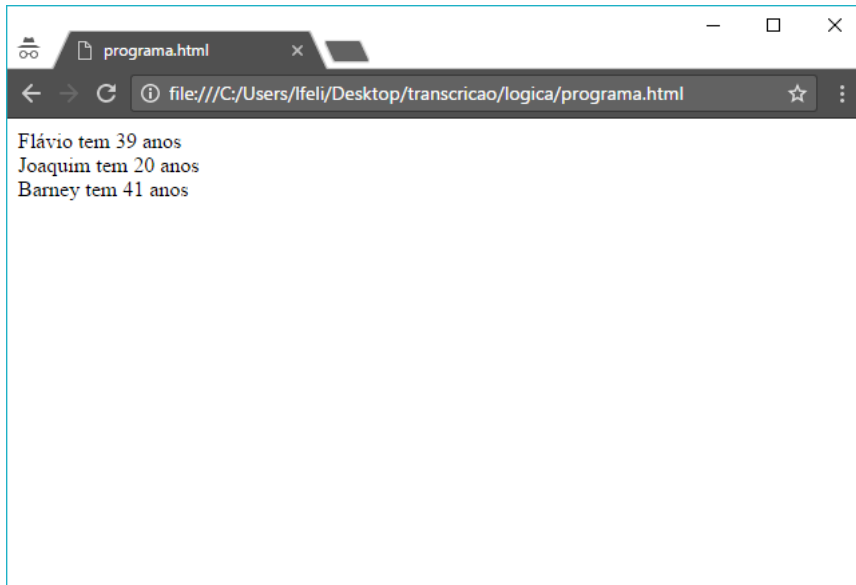 programa.html
file:///C:/Users/lfeli/Desktop/transcricao/logica/programa.html
Flávio tem 39 anos
Joaquim tem 20 anos
Barney tem 41 anos